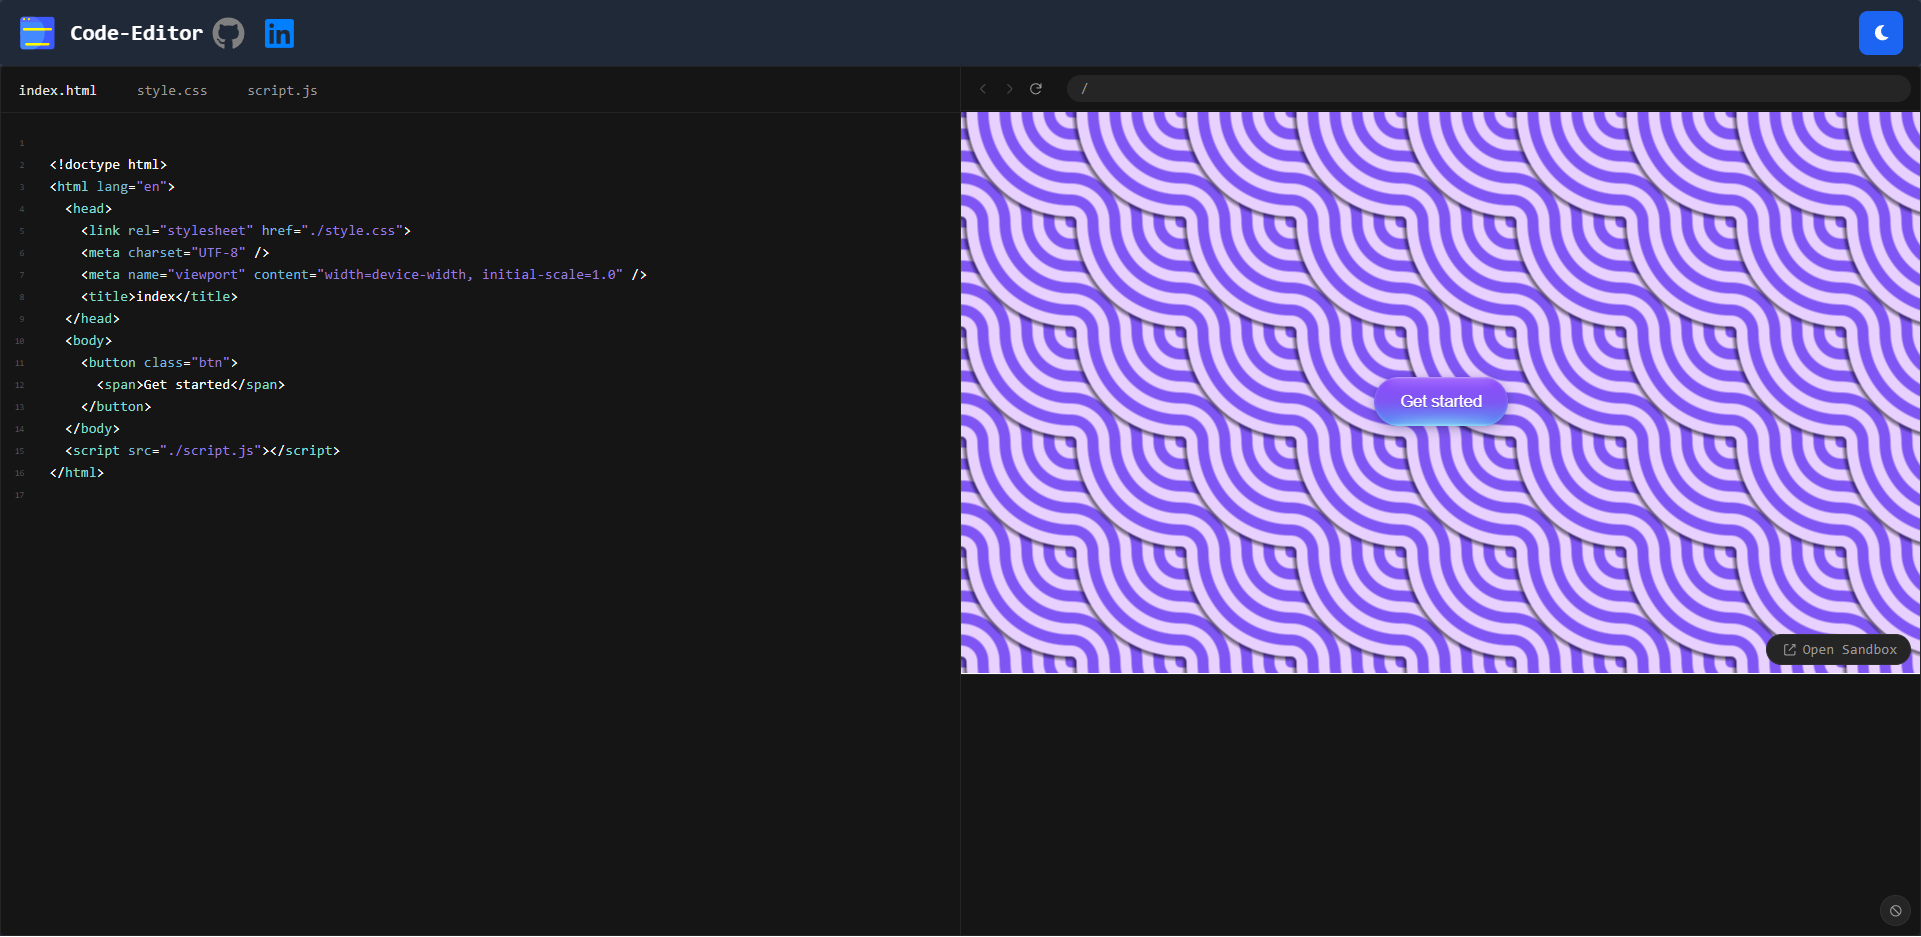 Code-Editor in
index.html style.css script.js
/
1
2 <!doctype html>
3 <html lang="en">
4 <head>
5 <link rel="stylesheet" href="./style.css">
6 <meta charset="UTF-8" />
7 <meta name="viewport" content="width=device-width, initial-scale=1.0" />
8 <title>index</title>
9 </head>
10 <body>
11 <button class="btn">
12 <span>Get started</span>
13 </button>
14 </body>
15 <script src="./script.js"></script>
16 </html>
17
Get started
Open Sandbox